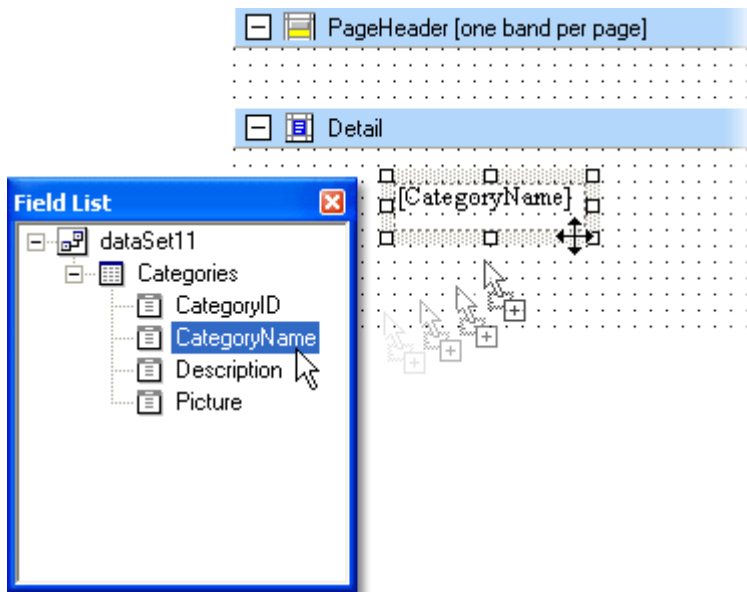 PageHeader [one band per page]
Detail
[CategoryName]
Field List
dataSet11
Categories
CategoryID
CategoryName
Description
Picture